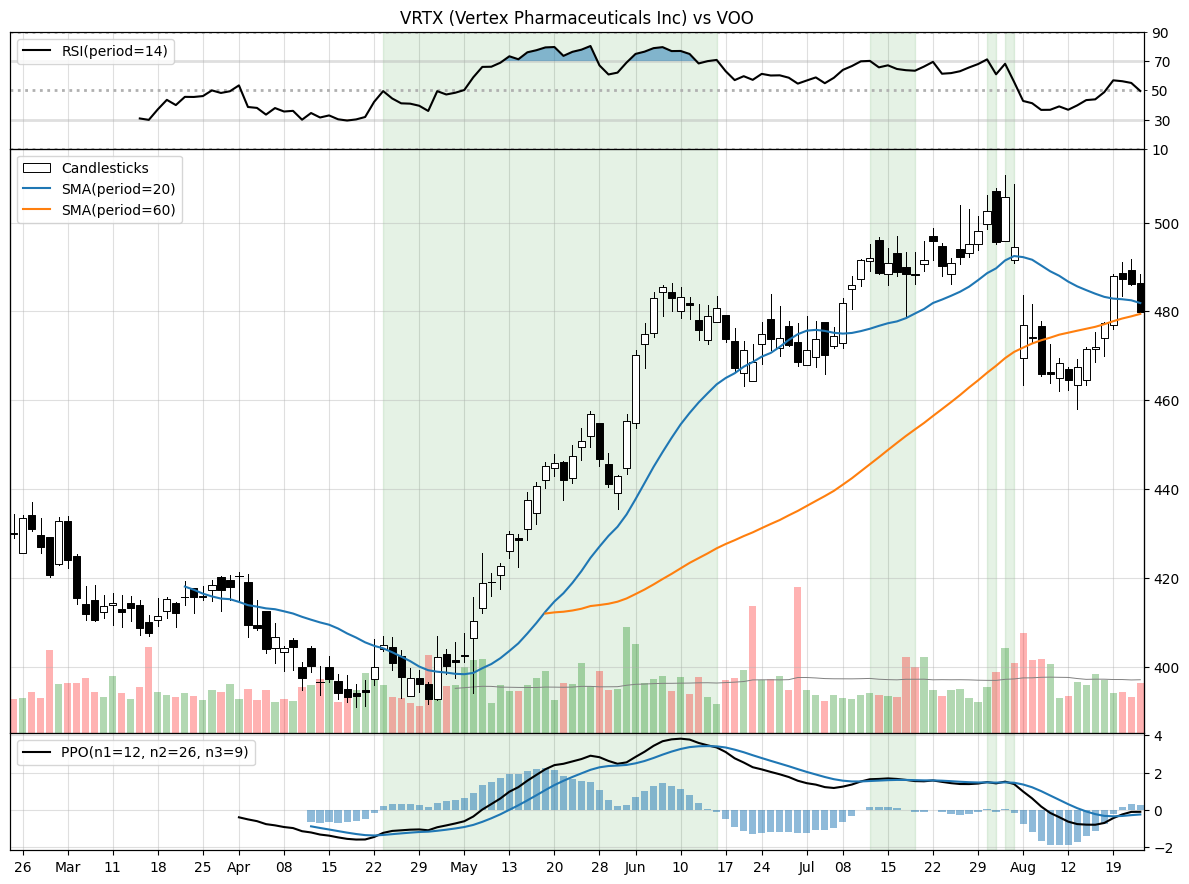 VRTX (Vertex Pharmaceuticals Inc) vs VOO
RSI(period=14)
90
70
50
30
10
Candlesticks
SMA(period=20)
SMA(period=60)
500
480
460
440
420
400
PPO(n1=12, n2=26, n3=9)
4
2
0
−2
26 Mar 11 18 25 Apr 08 15 22 29 May 13 20 28 Jun 10 17 24 Jul 08 15 22 29 Aug 12 19